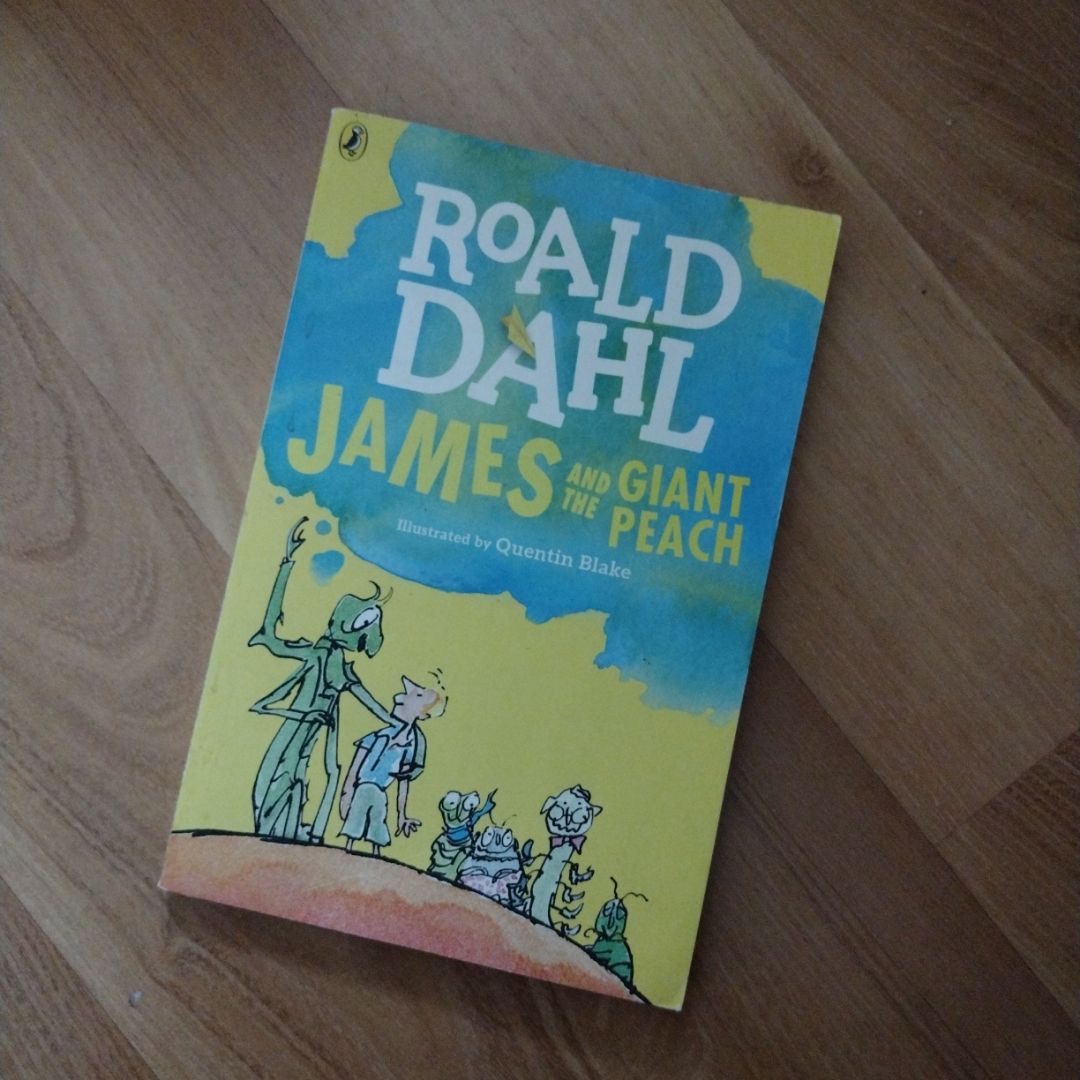 ROALD
DAHL
JAMES AND THE GIANT PEACH
Illustrated by Quentin Blake